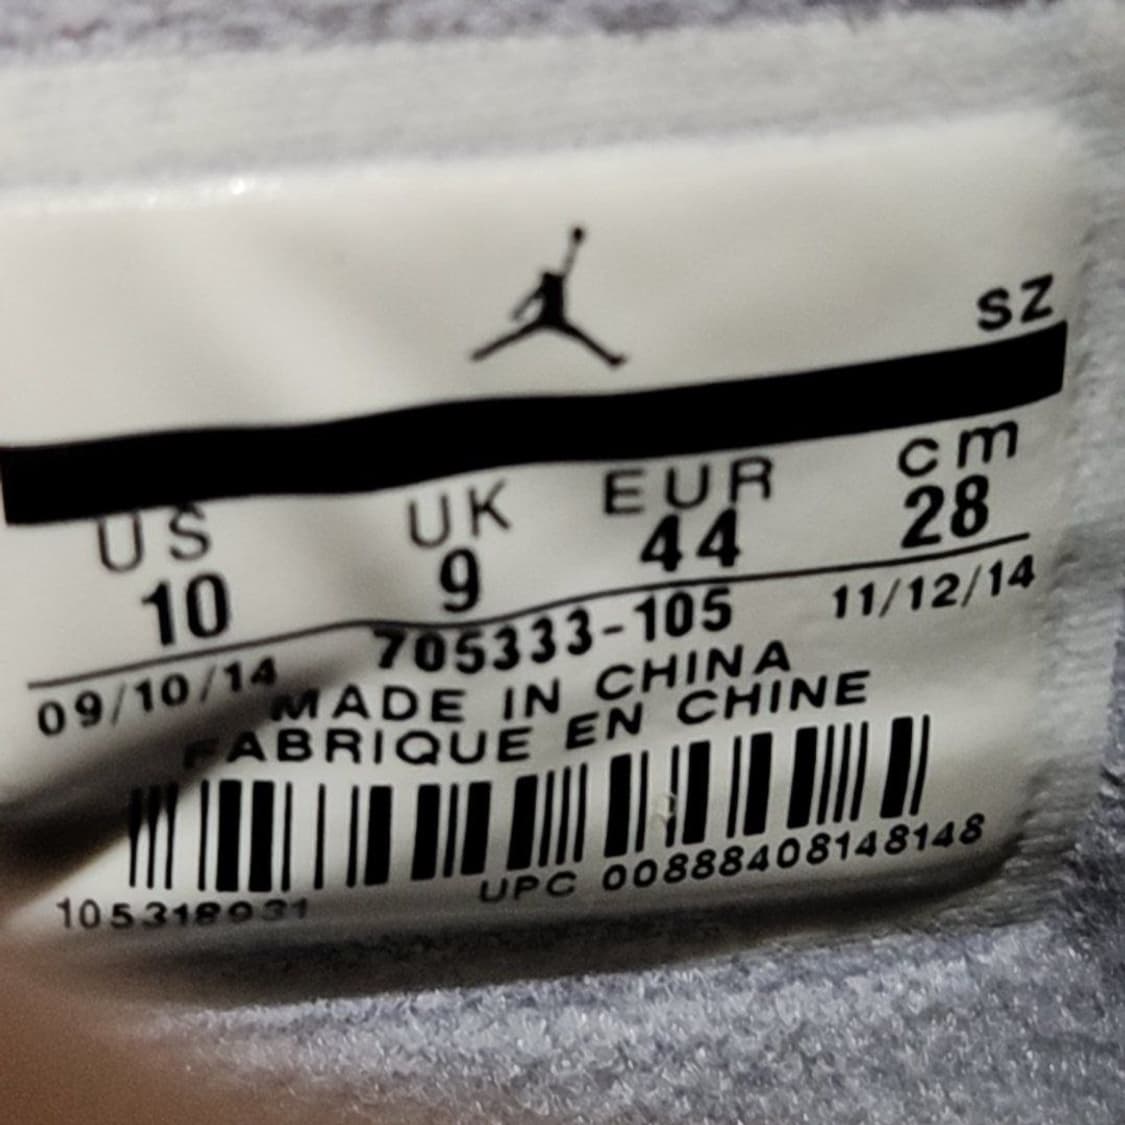 SZ
US UK EUR cm
10 9 44 28
09/10/14 705333-105 11/12/14
MADE IN CHINA
FABRIQUE EN CHINE
105318931 UPC 00888408148148